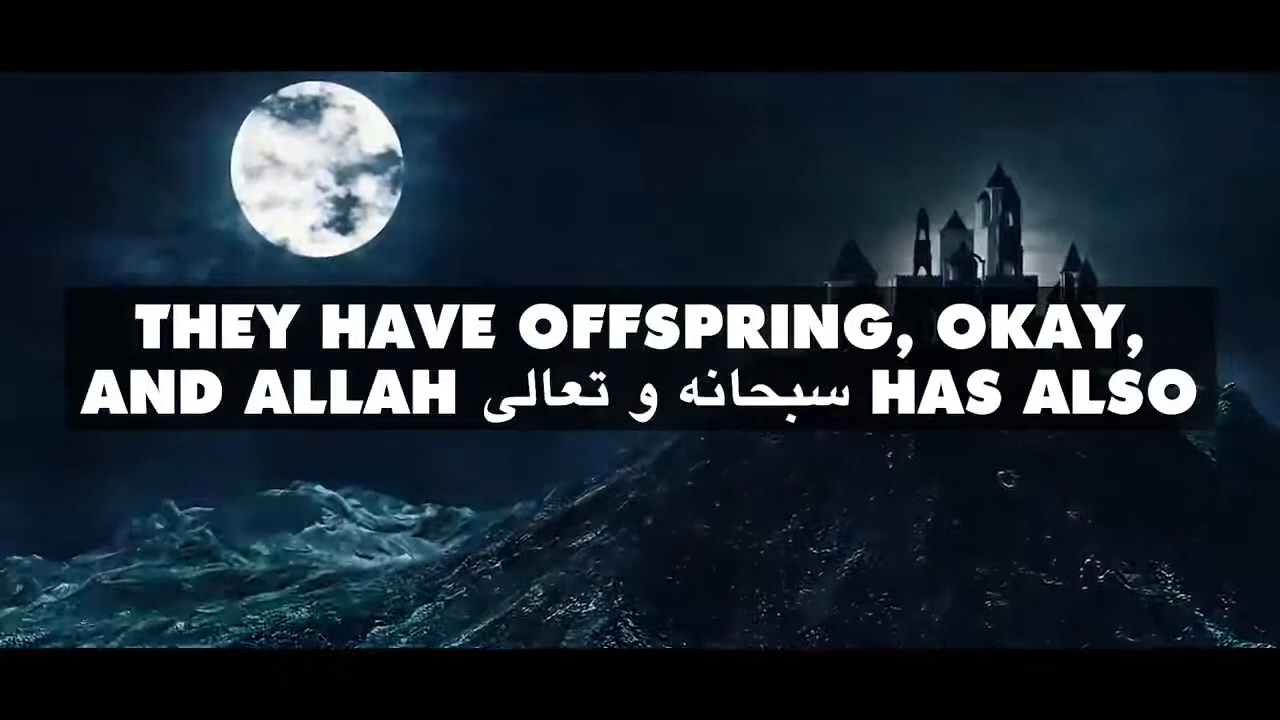 THEY HAVE OFFSPRING, OKAY,
AND ALLAH سبحانه و تعالى HAS ALSO